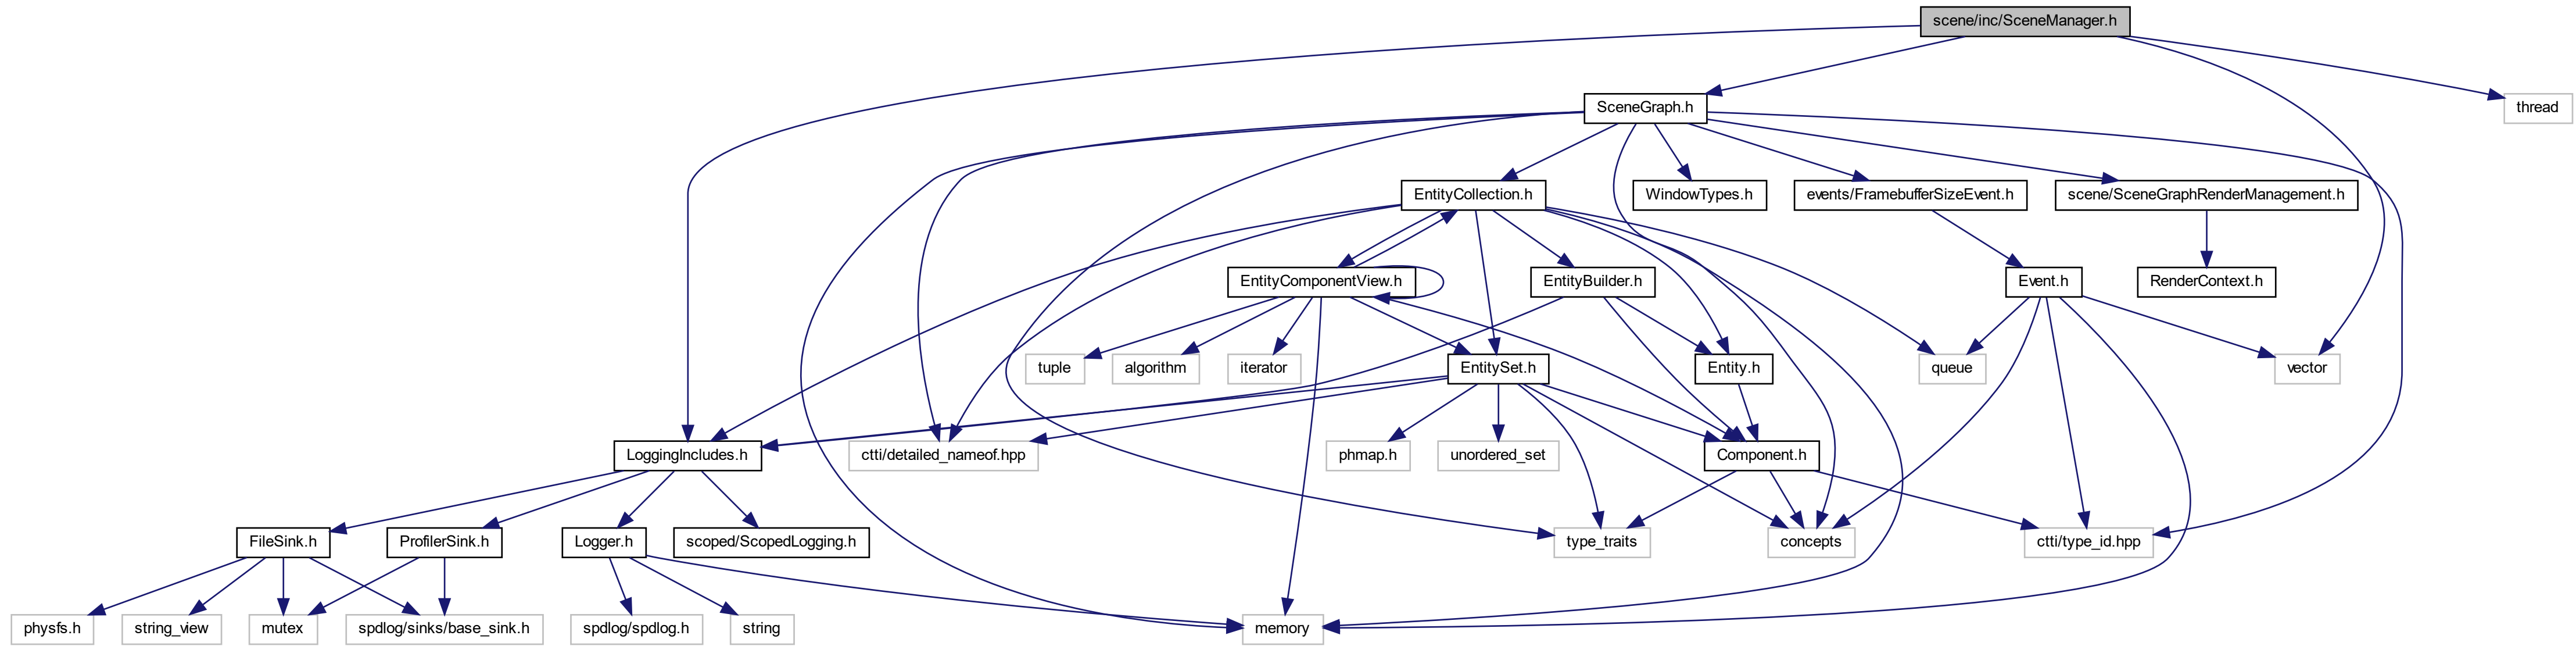 scene/inc/SceneManager.h
SceneGraph.h
thread
EntityCollection.h
WindowTypes.h
events/FramebufferSizeEvent.h
scene/SceneGraphRenderManagement.h
EntityComponentView.h
EntityBuilder.h
Event.h
RenderContext.h
tuple
algorithm
iterator
EntitySet.h
Entity.h
queue
vector
LoggingIncludes.h
ctti/detailed_nameof.hpp
phmap.h
unordered_set
Component.h
FileSink.h
ProfilerSink.h
Logger.h
scoped/ScopedLogging.h
type_traits
concepts
ctti/type_id.hpp
physfs.h
string_view
mutex
spdlog/sinks/base_sink.h
spdlog/spdlog.h
string
memory